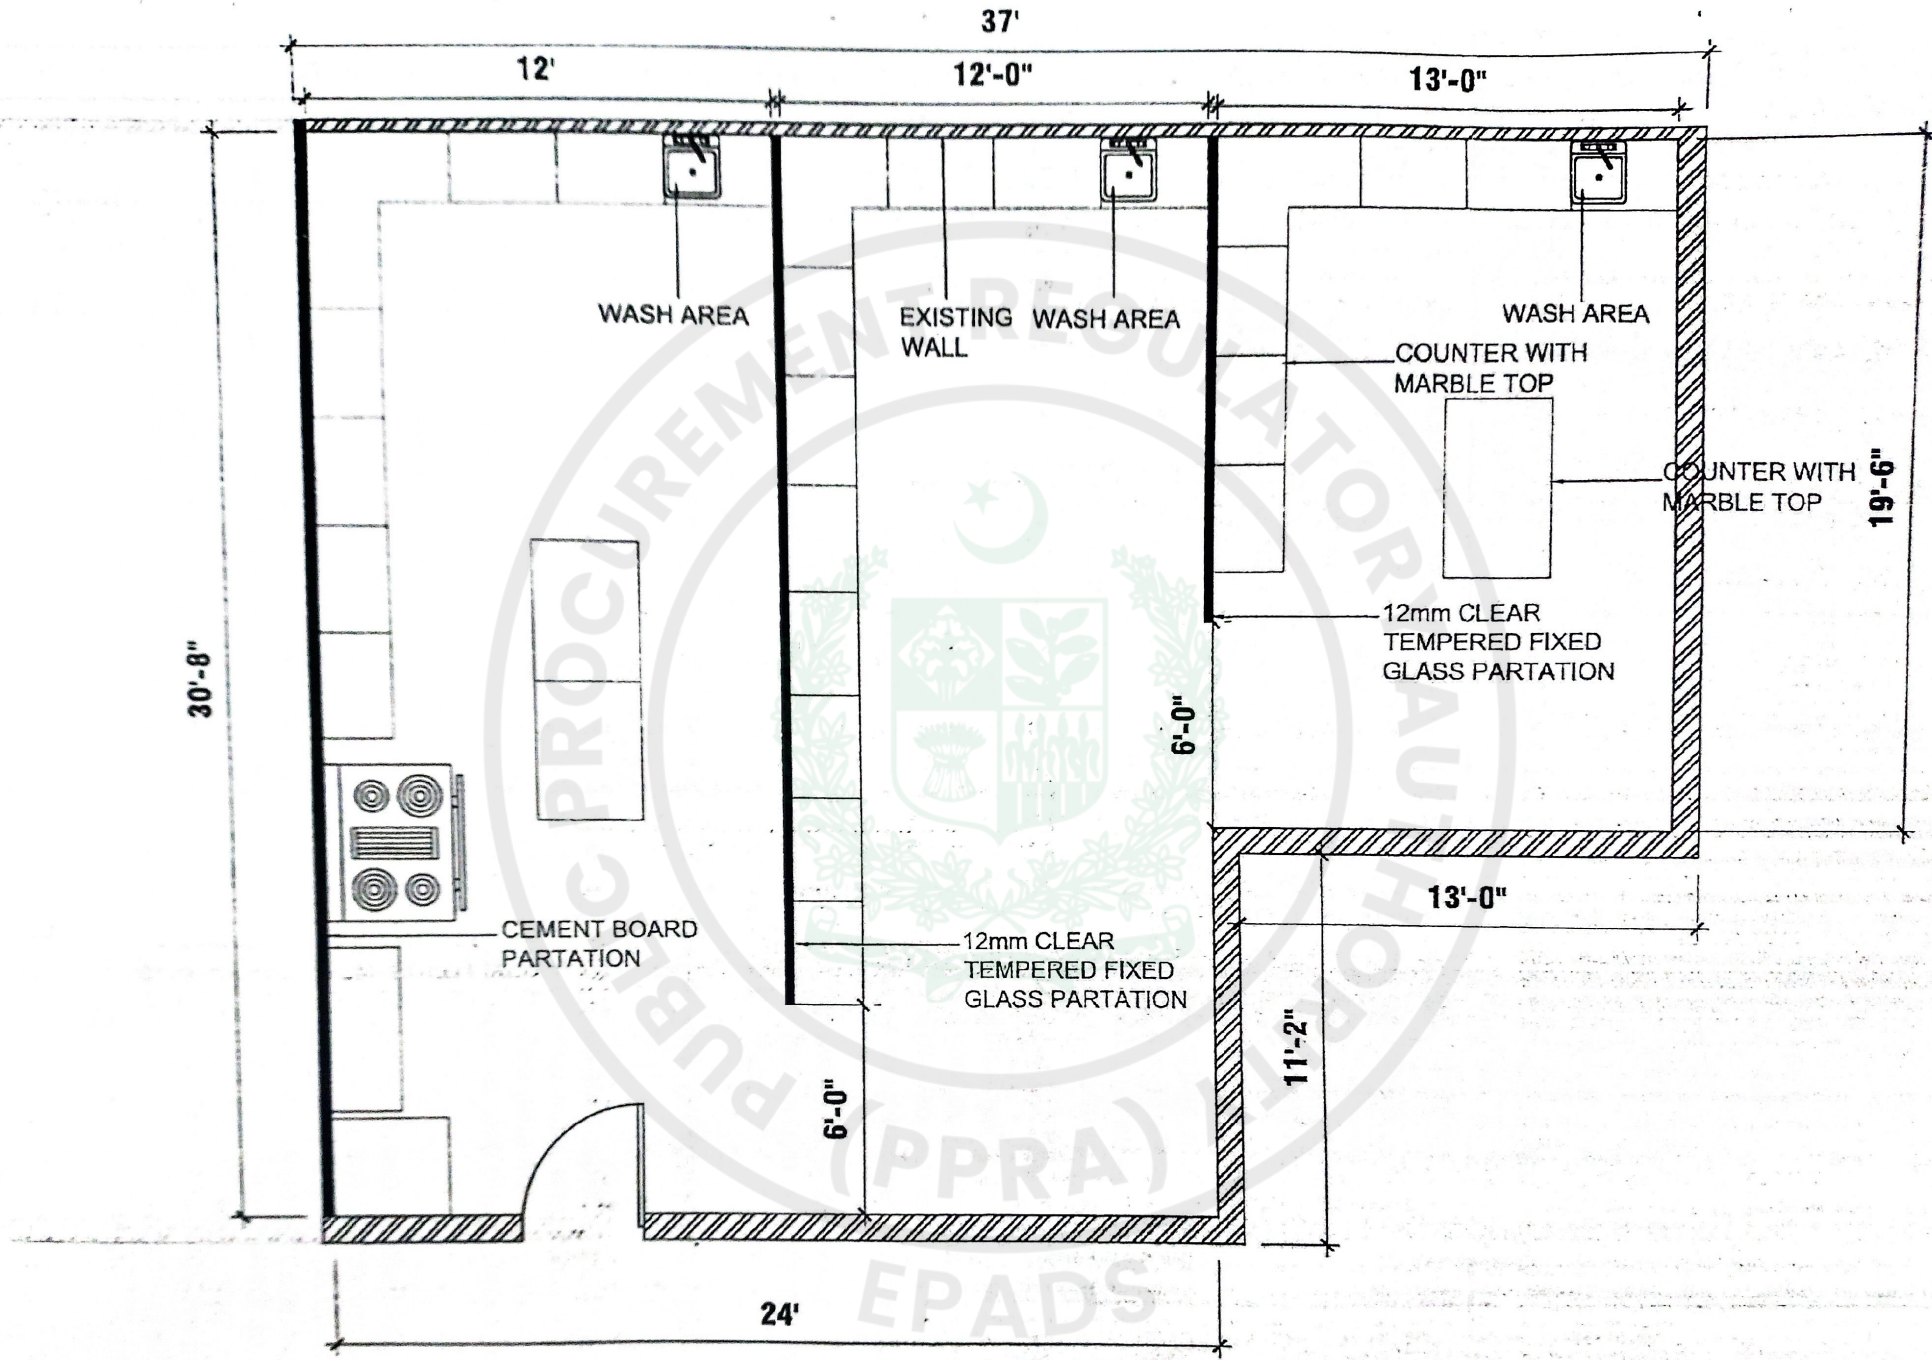 37'
12'
12'-0"
13'-0"
WASH AREA
EXISTING
WALL
WASH AREA
WASH AREA
COUNTER WITH
MARBLE TOP
COUNTER WITH
MARBLE TOP
19'-6"
12mm CLEAR
TEMPERED FIXED
GLASS PARTATION
30'-8"
6'-0"
13'-0"
CEMENT BOARD
PARTATION
12mm CLEAR
TEMPERED FIXED
GLASS PARTATION
11'-2"
6'-0"
24'
PUBLIC PROCUREMENT REGULATORY AUTHORITY
(PPRA)
EPADS